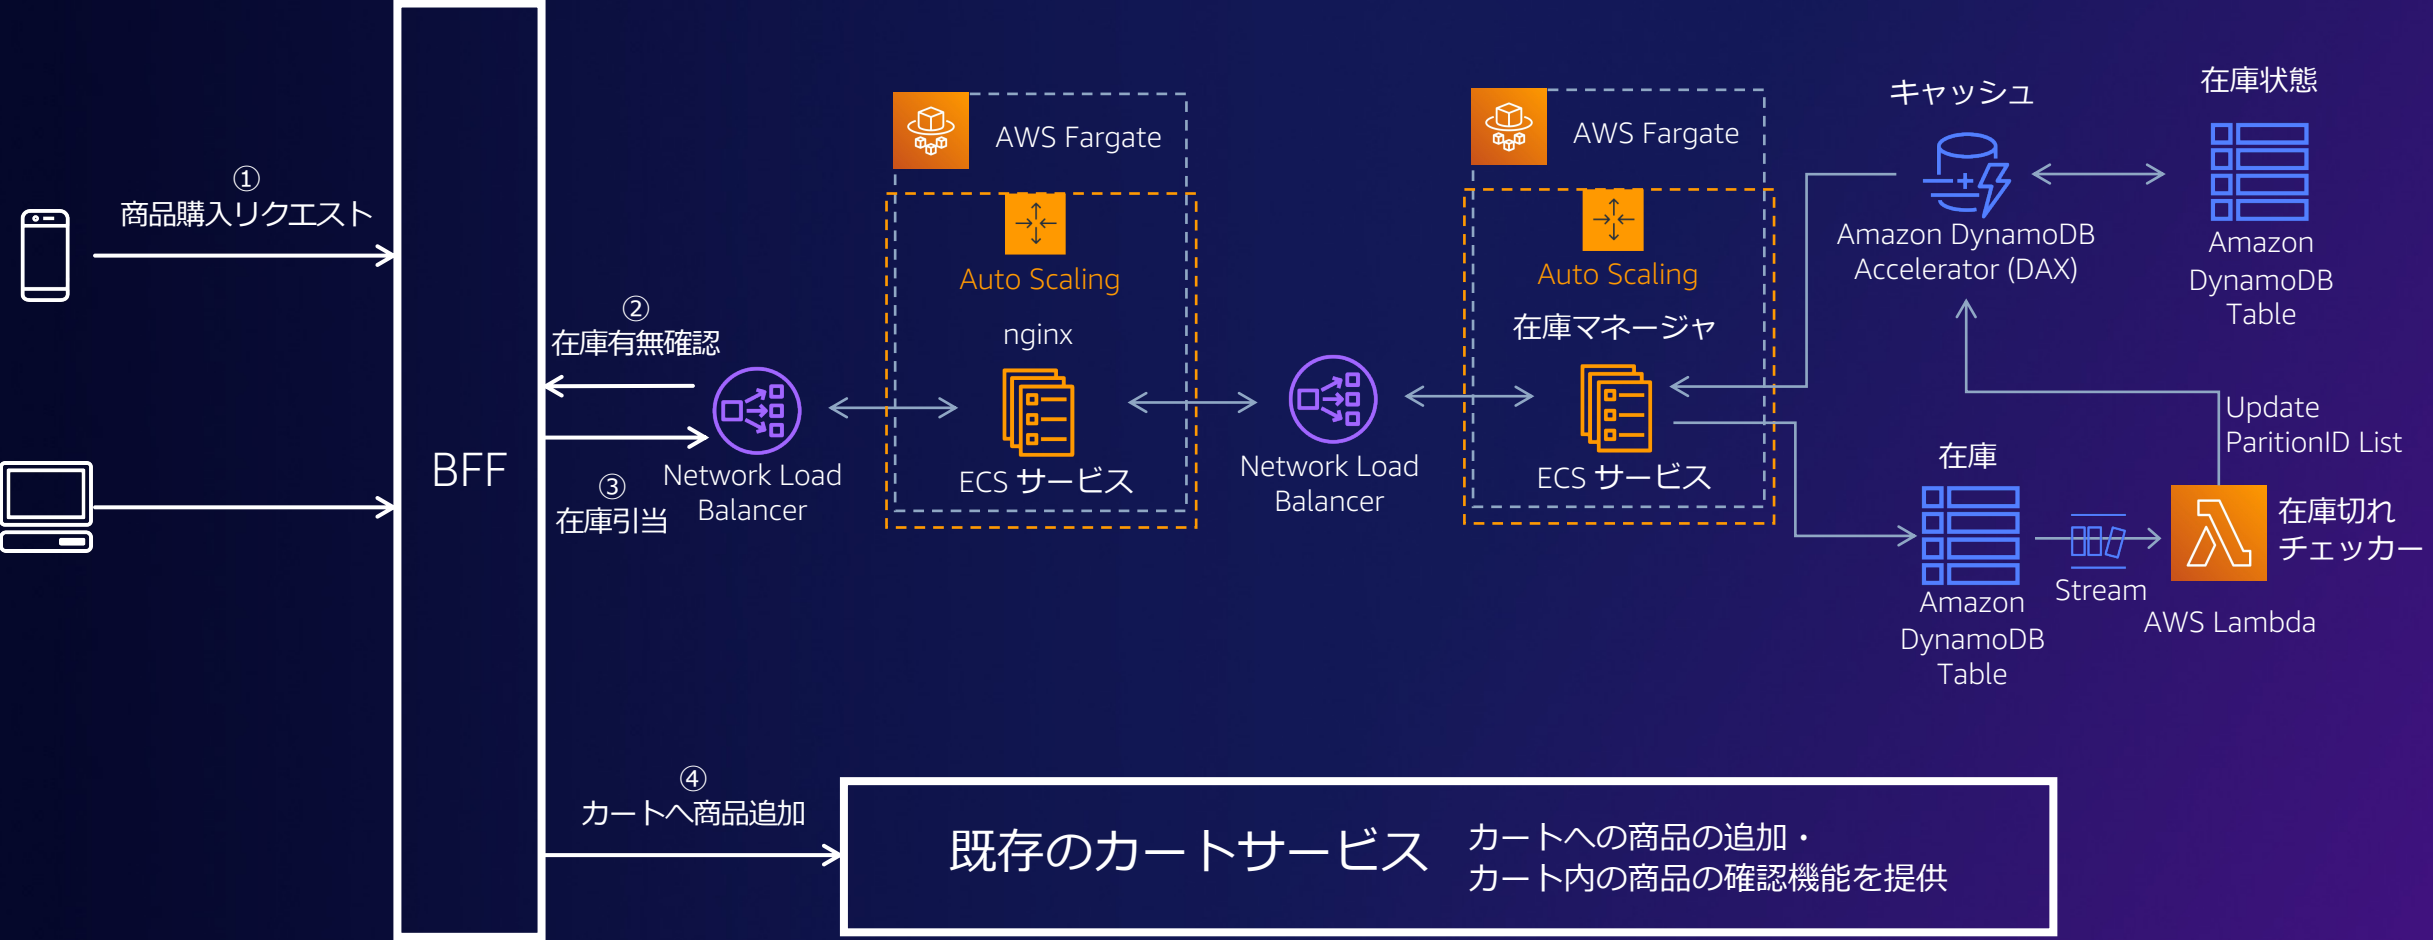 ①
商品購入リクエスト
BFF
②
在庫有無確認
③
在庫引当
Network Load
Balancer
AWS Fargate
Auto Scaling
nginx
ECS サービス
Network Load
Balancer
AWS Fargate
Auto Scaling
在庫マネージャ
ECS サービス
キャッシュ
Amazon DynamoDB
Accelerator (DAX)
在庫状態
Amazon
DynamoDB
Table
Update
ParitionID List
在庫
Amazon
DynamoDB
Table
Stream
在庫切れ
チェッカー
AWS Lambda
④
カートへ商品追加
既存のカートサービス
カートへの商品の追加・
カート内の商品の確認機能を提供